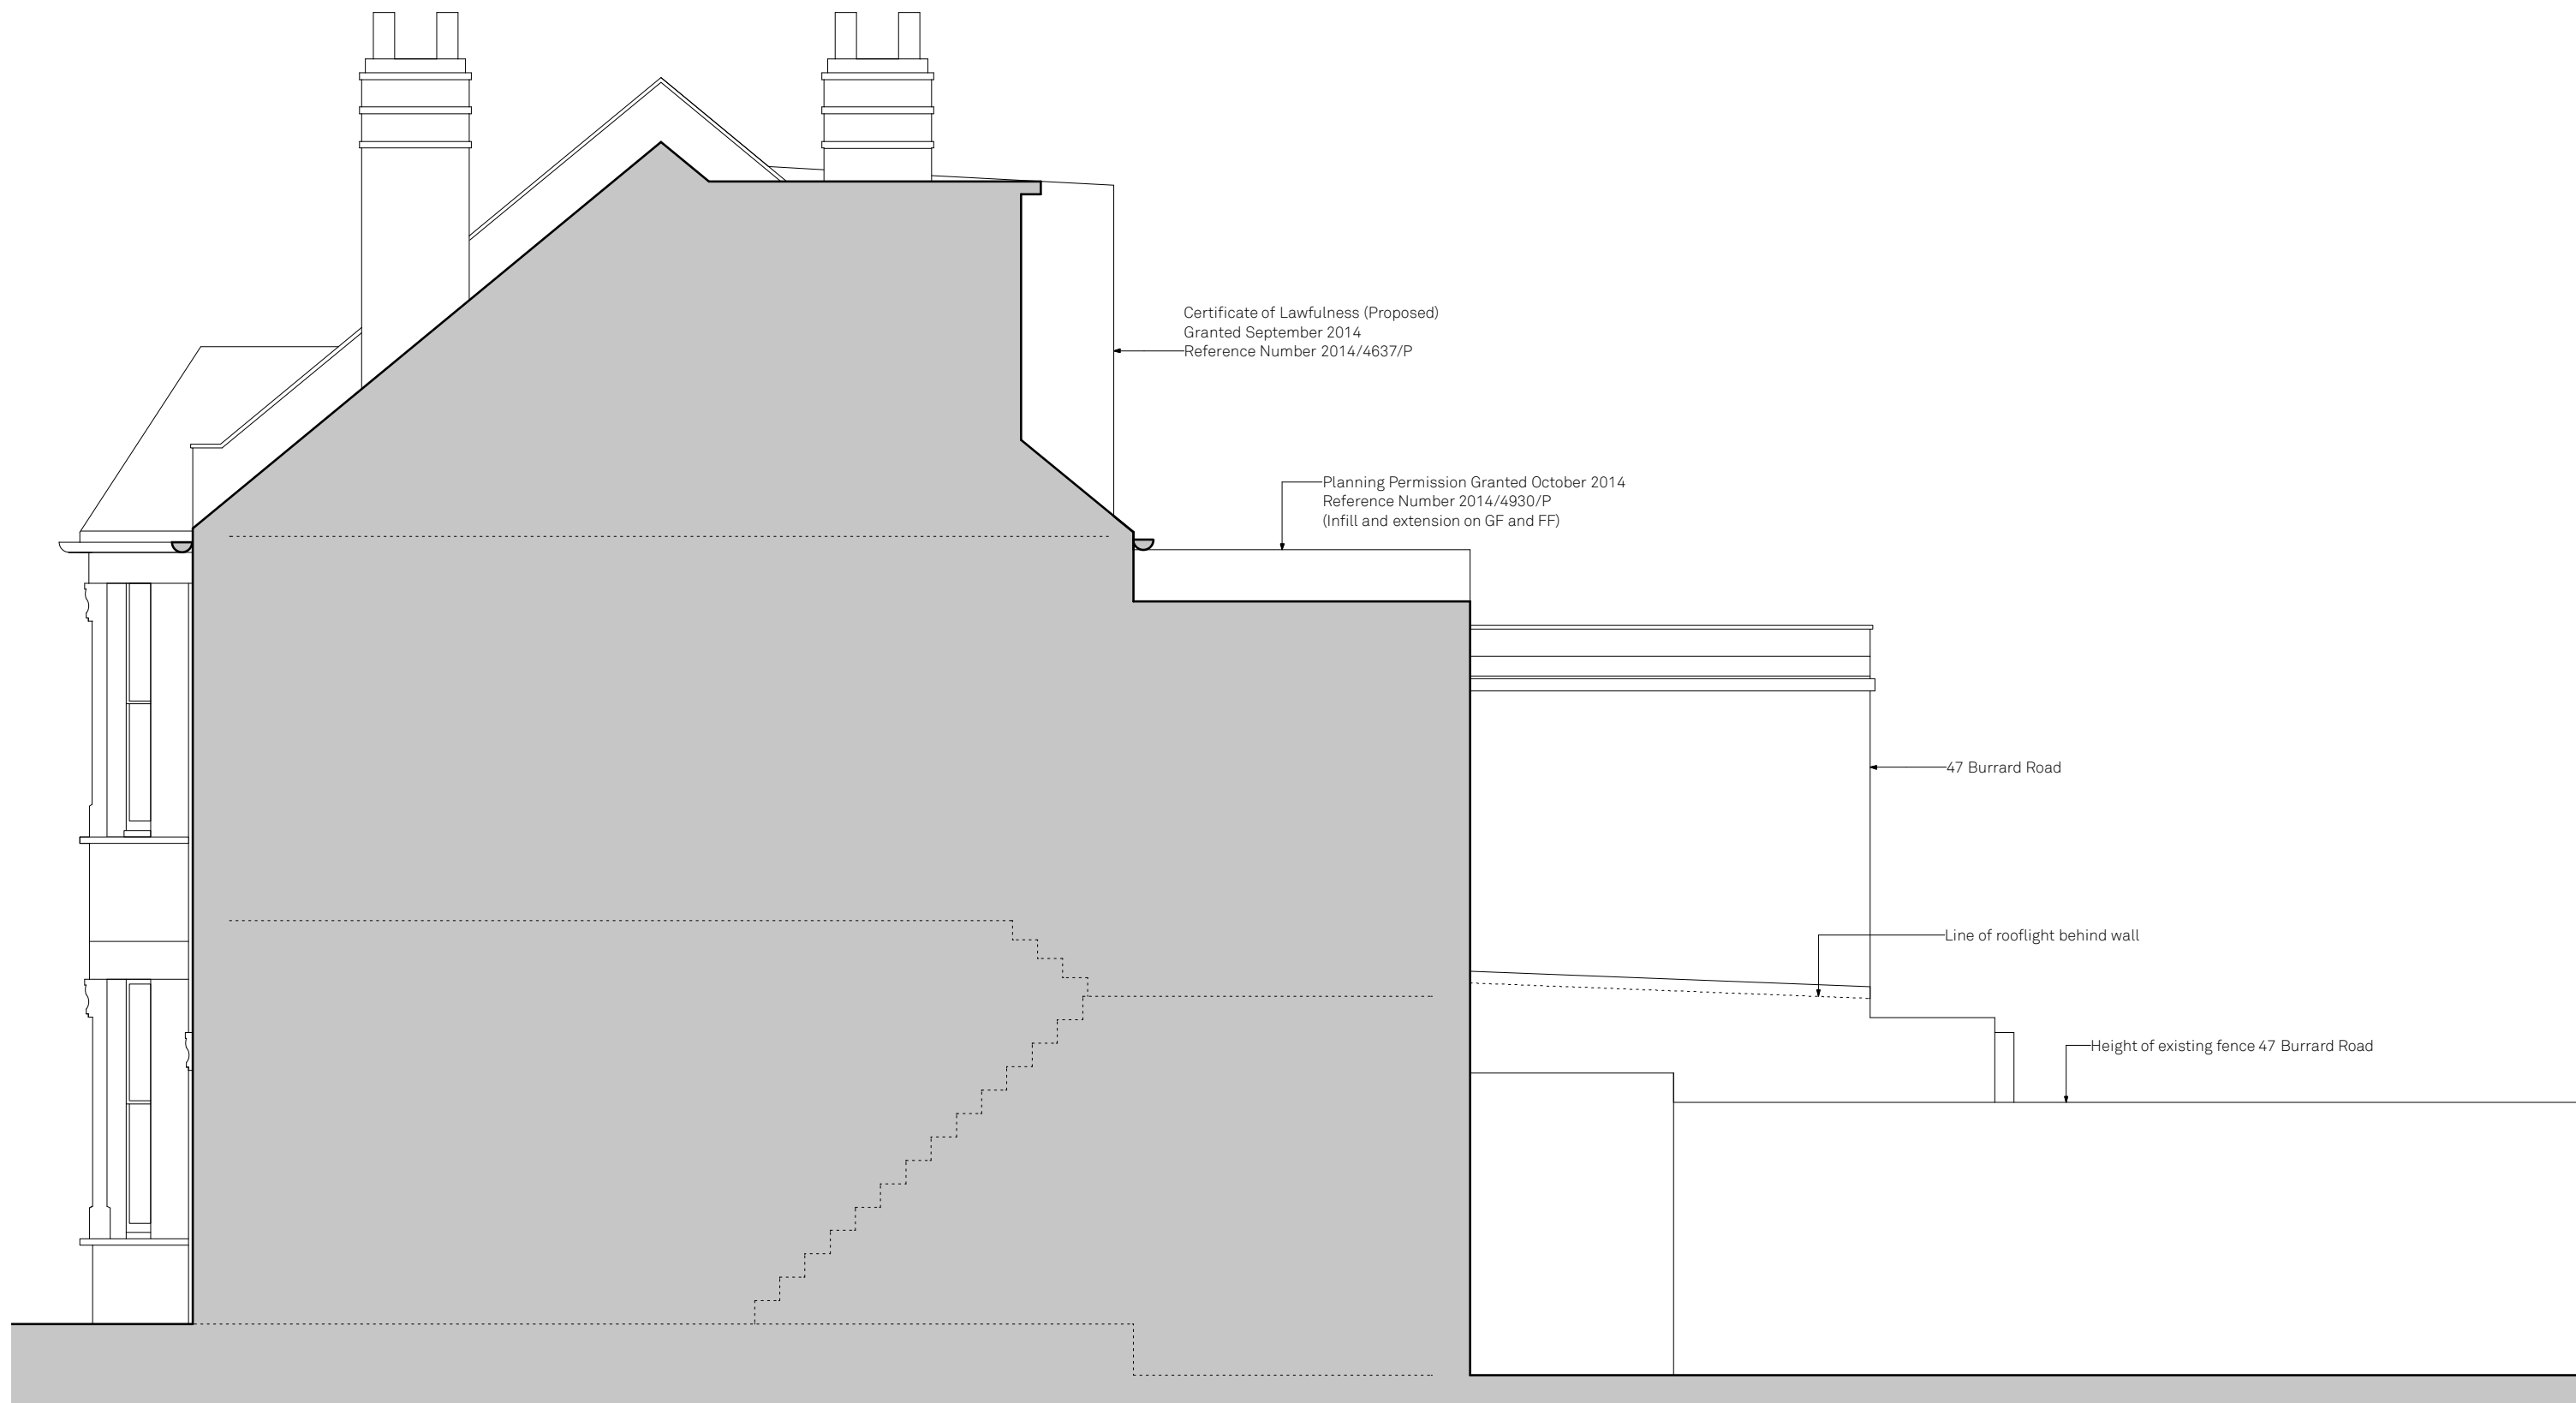 Certificate of Lawfulness (Proposed)
Granted September 2014
Reference Number 2014/4637/P
Planning Permission Granted October 2014
Reference Number 2014/4930/P
(Infill and extension on GF and FF)
47 Burrard Road
Line of rooflight behind wall
Height of existing fence 47 Burrard Road